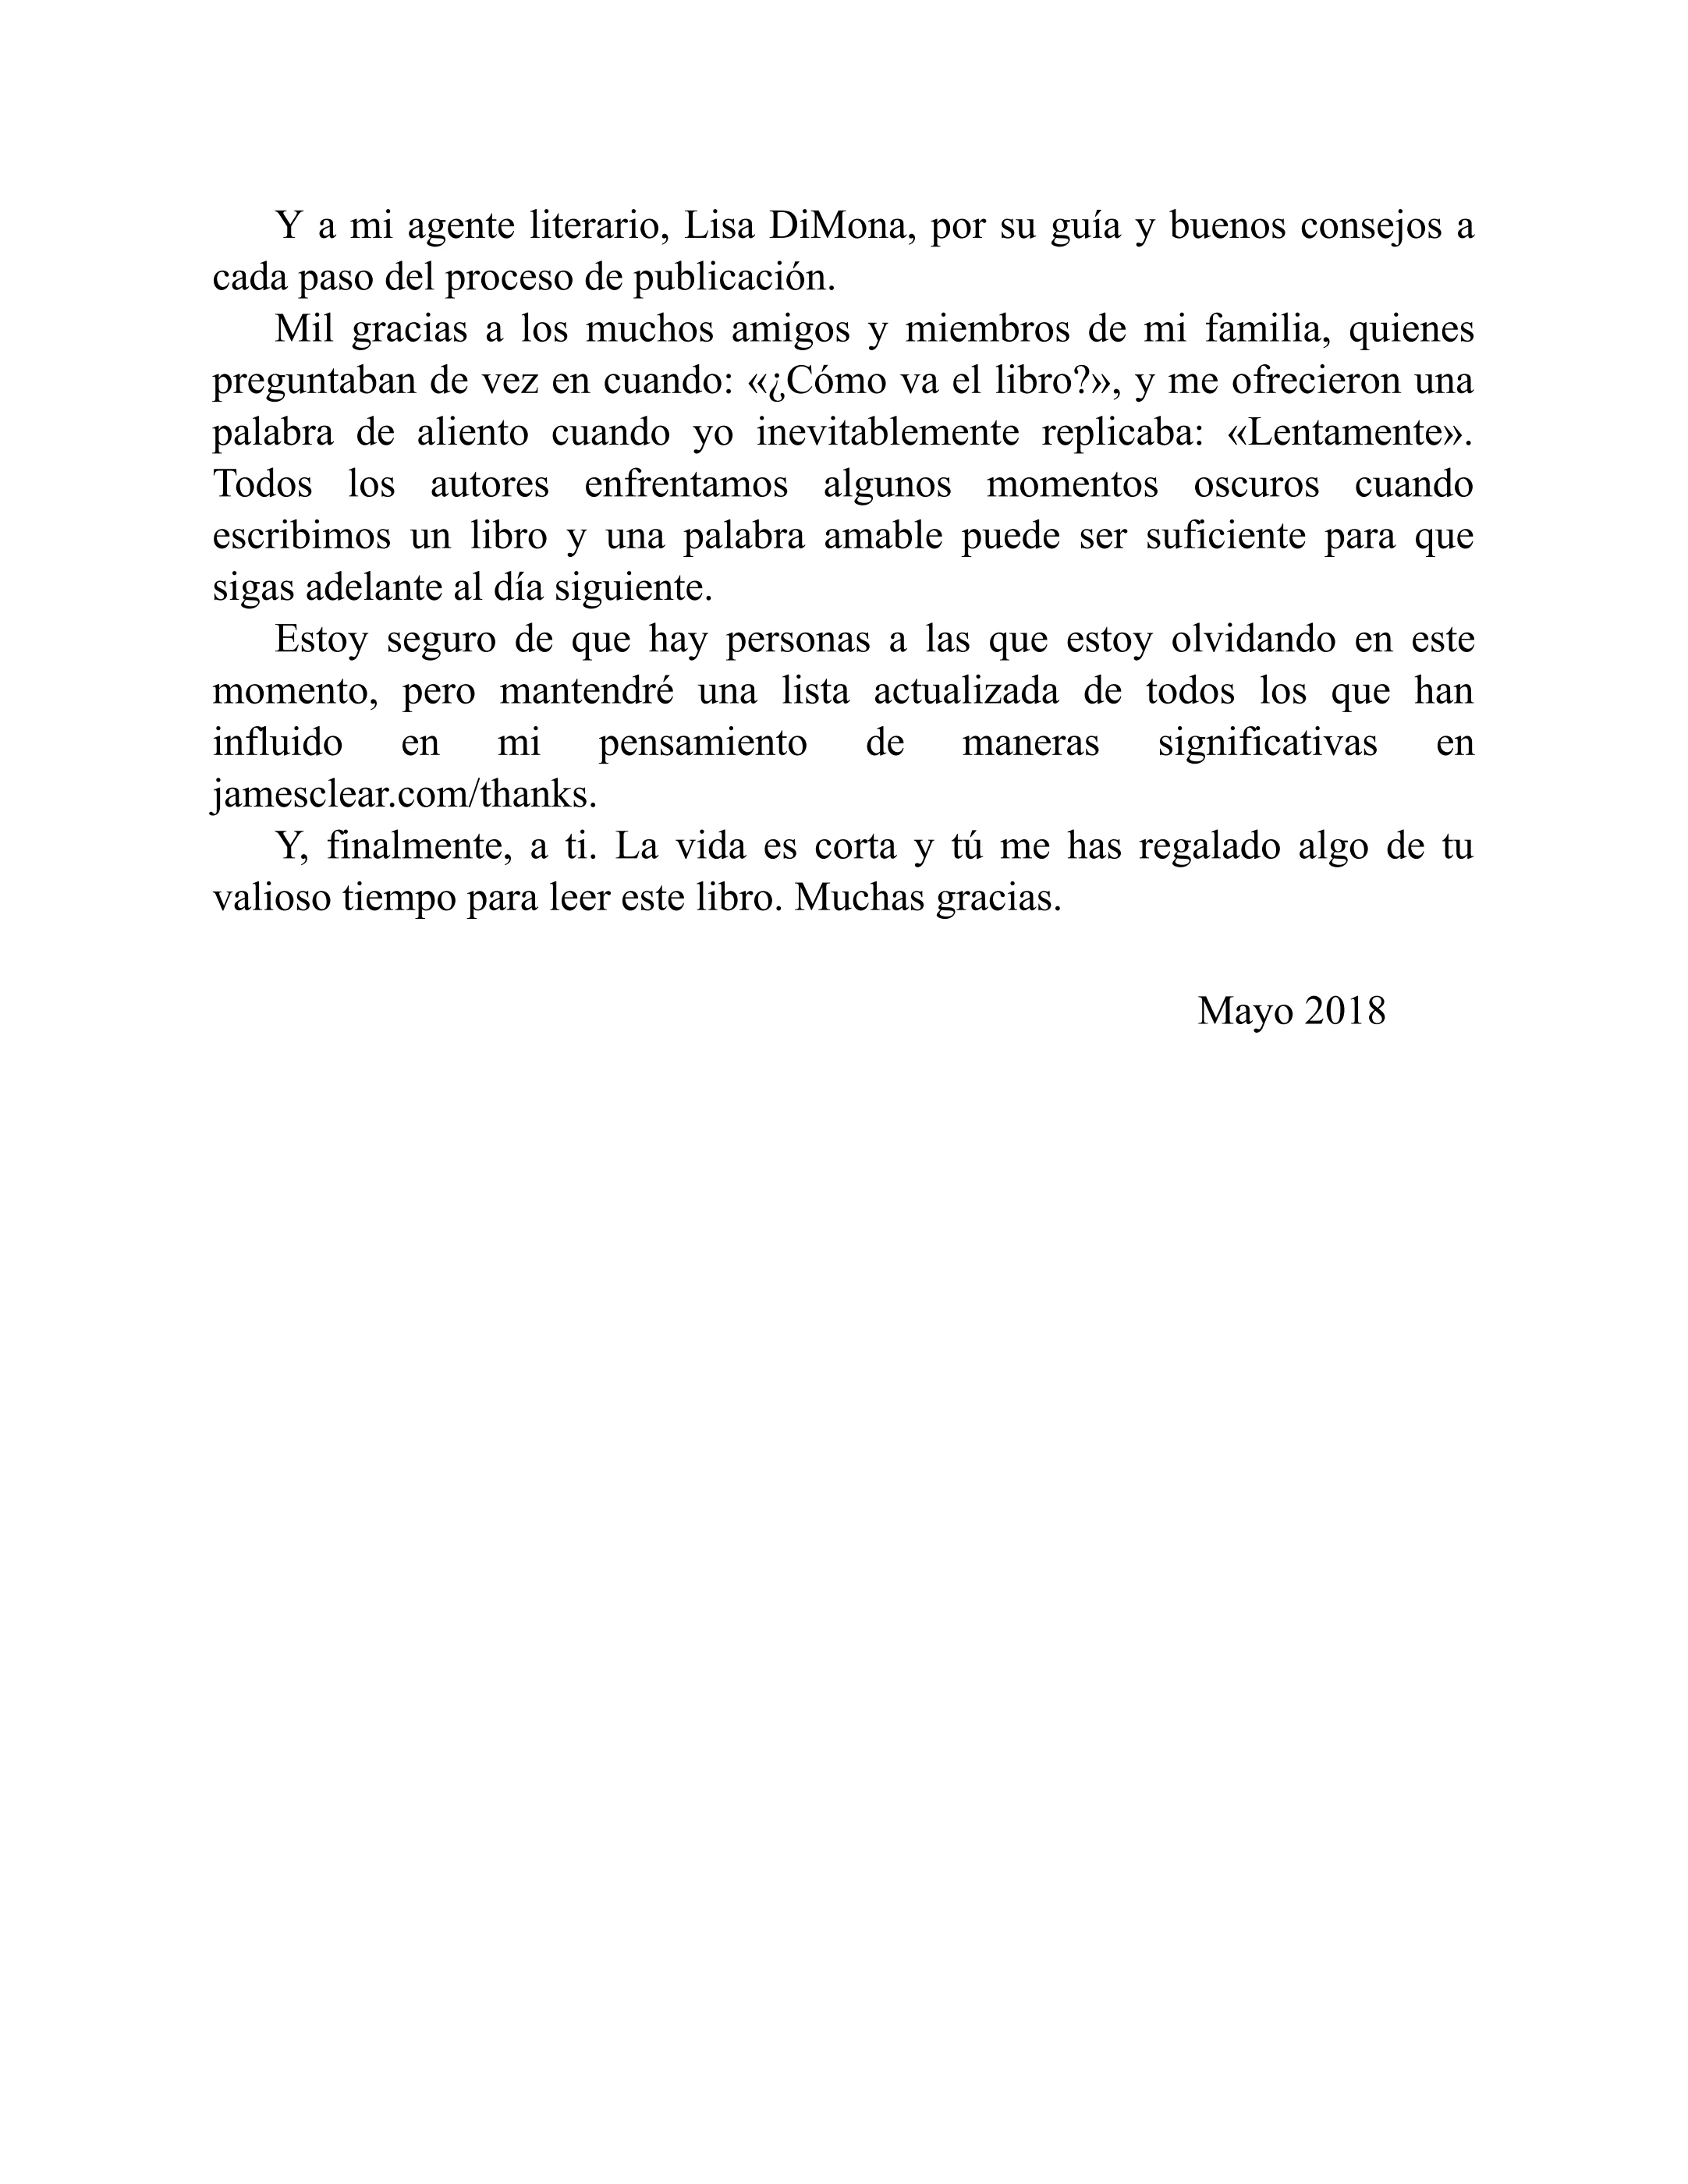 Y a mi agente literario, Lisa DiMona, por su guía y buenos consejos a
cada paso del proceso de publicación.
Mil gracias a los muchos amigos y miembros de mi familia, quienes
preguntaban de vez en cuando: «¿Cómo va el libro?», y me ofrecieron una
palabra de aliento cuando yo inevitablemente replicaba: «Lentamente».
Todos los autores enfrentamos algunos momentos oscuros cuando
escribimos un libro y una palabra amable puede ser suficiente para que
sigas adelante al día siguiente.
Estoy seguro de que hay personas a las que estoy olvidando en este
momento, pero mantendré una lista actualizada de todos los que han
influido en mi pensamiento de maneras significativas en
jamesclear.com/thanks.
Y, finalmente, a ti. La vida es corta y tú me has regalado algo de tu
valioso tiempo para leer este libro. Muchas gracias.
Mayo 2018